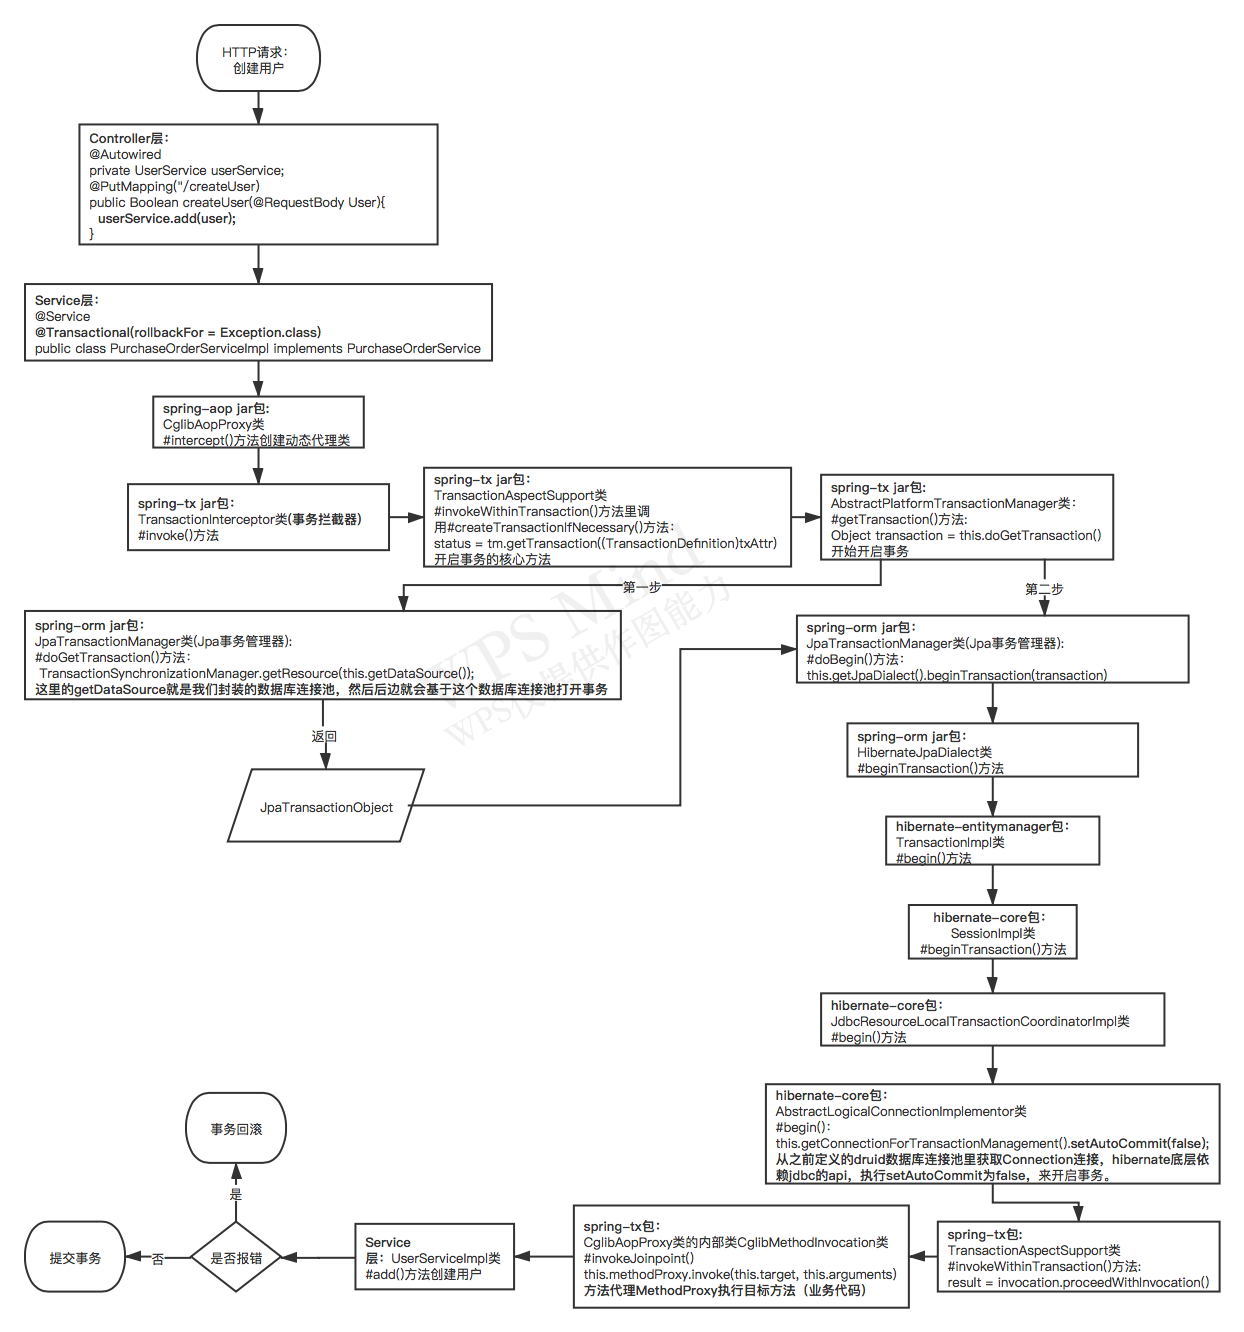 HTTP请求：
创建用户
Controller层：
@Autowired
private UserService userService;
@PutMapping("/createUser)
public Boolean createUser(@RequestBody User){
userService.add(user);
}
Service层：
@Service
@Transactional(rollbackFor = Exception.class)
public class PurchaseOrderServiceImpl implements PurchaseOrderService
spring-aop jar包:
CglibAopProxy类
#intercept()方法创建动态代理类
spring-tx jar包：
TransactionInterceptor类(事务拦截器)
#invoke()方法
spring-tx jar包：
TransactionAspectSupport类
#invokeWithinTransaction()方法里调
用#createTransactionIfNecessary()方法：
status = tm.getTransaction((TransactionDefinition)txAttr)
开启事务的核心方法
spring-tx jar包：
AbstractPlatformTransactionManager类：
#getTransaction()方法:
Object transaction = this.doGetTransaction()
开始开启事务
第一步
第二步
spring-orm jar包：
JpaTransactionManager类(Jpa事务管理器):
#doGetTransaction()方法：
TransactionSynchronizationManager.getResource(this.getDataSource());
这里的getDataSource就是我们封装的数据库连接池，然后后边就会基于这个数据库连接池打开事务
返回
JpaTransactionObject
spring-orm jar包：
JpaTransactionManager类(Jpa事务管理器):
#doBegin()方法：
this.getJpaDialect().beginTransaction(transaction)
spring-orm jar包：
HibernateJpaDialect类
#beginTransaction()方法
hibernate-entitymanager包：
TransactionImpl类
#begin()方法
hibernate-core包：
SessionImpl类
#beginTransaction()方法
hibernate-core包：
JdbcResourceLocalTransactionCoordinatorImpl类
#begin()方法
hibernate-core包：
AbstractLogicalConnectionImplementor类
#begin()：
this.getConnectionForTransactionManagement().setAutoCommit(false);
从之前定义的druid数据库连接池里获取Connection连接，hibernate底层依
赖jdbc的api，执行setAutoCommit为false，来开启事务。
spring-tx包:
TransactionAspectSupport类
#invokeWithinTransaction()方法:
result = invocation.proceedWithInvocation()
spring-tx包：
CglibAopProxy类的内部类CglibMethodInvocation类
#invokeJoinpoint()
this.methodProxy.invoke(this.target, this.arguments)
方法代理MethodProxy执行目标方法（业务代码）
Service
层：UserServiceImpl类
#add()方法创建用户
是否报错
是
事务回滚
否
提交事务
WPS Mind
WPS仅提供作图能力